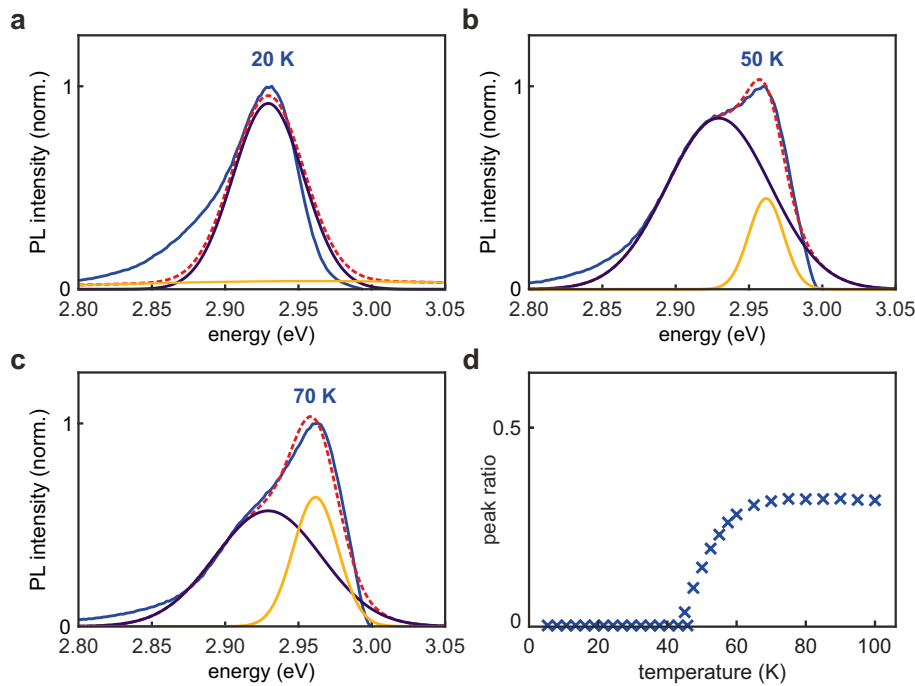 a
20 K
PL intensity (norm.)
1
0
2.80 2.85 2.90 2.95 3.00 3.05
energy (eV)
b
50 K
PL intensity (norm.)
1
0
2.80 2.85 2.90 2.95 3.00 3.05
energy (eV)
c
70 K
PL intensity (norm.)
1
0
2.80 2.85 2.90 2.95 3.00 3.05
energy (eV)
d
peak ratio
0.5
0
0 20 40 60 80 100
temperature (K)